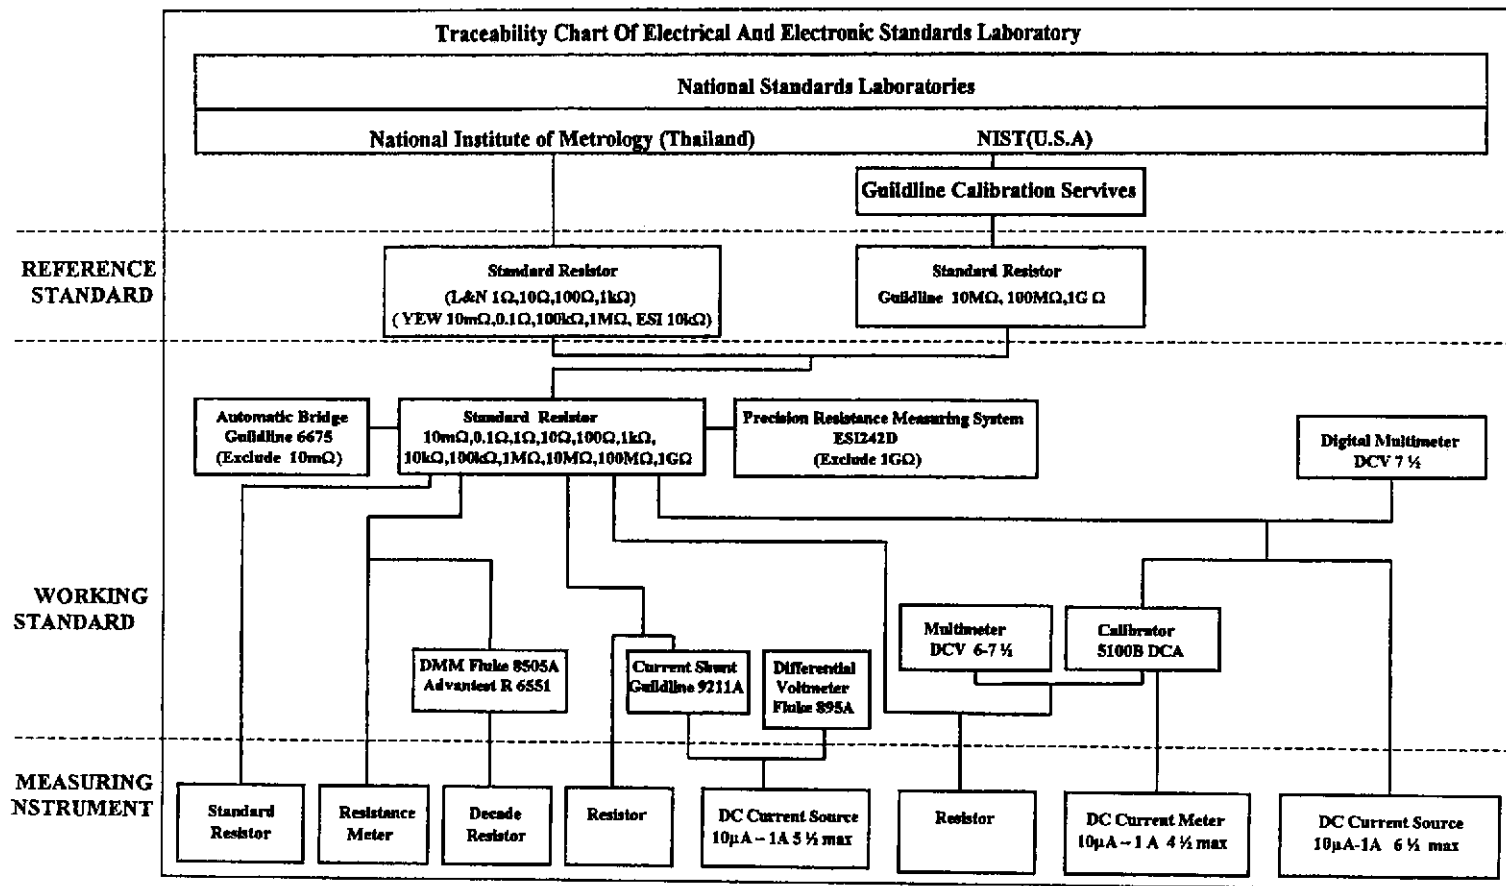 Traceability Chart Of Electrical And Electronic Standards Laboratory
National Standards Laboratories
National Institute of Metrology (Thailand)
NIST(U.S.A)
Guildline Calibration Servives
REFERENCE
STANDARD
Standard Resistor
(L&N 1Ω,10Ω,100Ω,1kΩ)
( YEW 10mΩ,0.1Ω,100kΩ,1MΩ, ESI 10kΩ)
Standard Resistor
Guildline 10MΩ, 100MΩ,1G Ω
Automatic Bridge
Guildline 6675
(Exclude 10mΩ)
Standard Resistor
10mΩ,0.1Ω,1Ω,10Ω,100Ω,1kΩ,
10kΩ,100kΩ,1MΩ,10MΩ,100MΩ,1GΩ
Precision Resistance Measuring System
ESI242D
(Exclude 1GΩ)
Digital Multimeter
DCV 7 ½
WORKING
STANDARD
DMM Fluke 8505A
Advantest R 6551
Current Shunt
Guildline 9211A
Differential
Voltmeter
Fluke 895A
Multimeter
DCV 6-7 ½
Calibrator
5100B DCA
MEASURING
NSTRUMENT
Standard
Resistor
Resistance
Meter
Decade
Resistor
Resistor
DC Current Source
10µA – 1A 5 ½ max
Resistor
DC Current Meter
10µA – 1 A 4 ½ max
DC Current Source
10µA-1A 6 ½ max